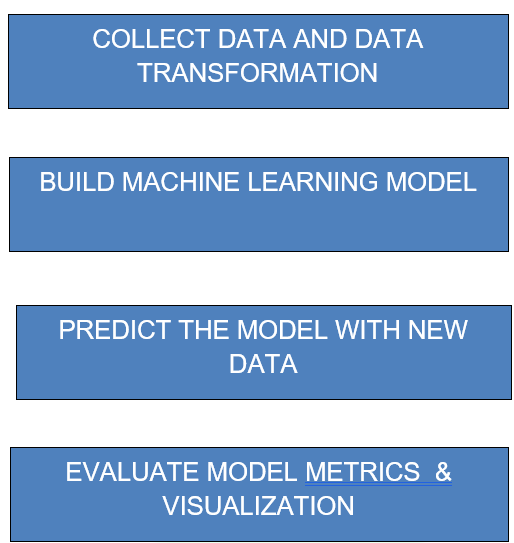 COLLECT DATA AND DATA
TRANSFORMATION
BUILD MACHINE LEARNING MODEL
PREDICT THE MODEL WITH NEW
DATA
EVALUATE MODEL METRICS  &
VISUALIZATION